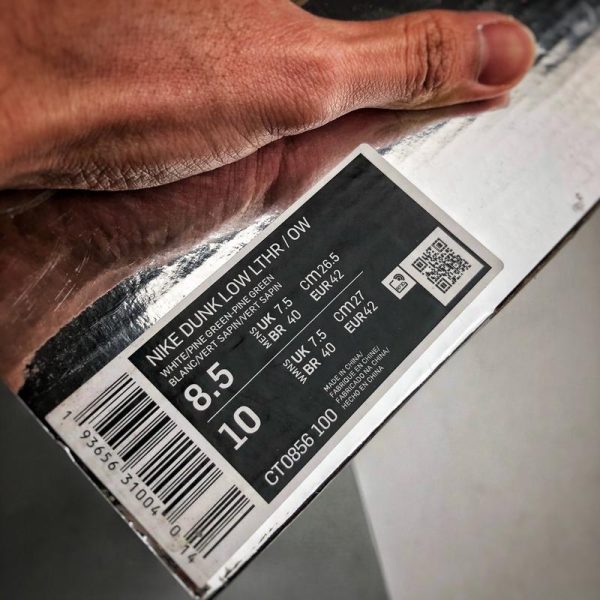 NIKE DUNK LOW LTHR / OW
WHITE/PINE GREEN-PINE GREEN
BLANC/VERT SAPIN/VERT SAPIN
8.5 MENS UK 7.5 CM26.5
BR 40 EUR42
10 WMNS UK 7.5 CM27
BR 40 EUR42
CT0856 100
MADE IN CHINA/
FABRIQUE EN CHINE/
FABRICADO NA CHINA/
HECHO EN CHINA
1 93656 31004 0 14